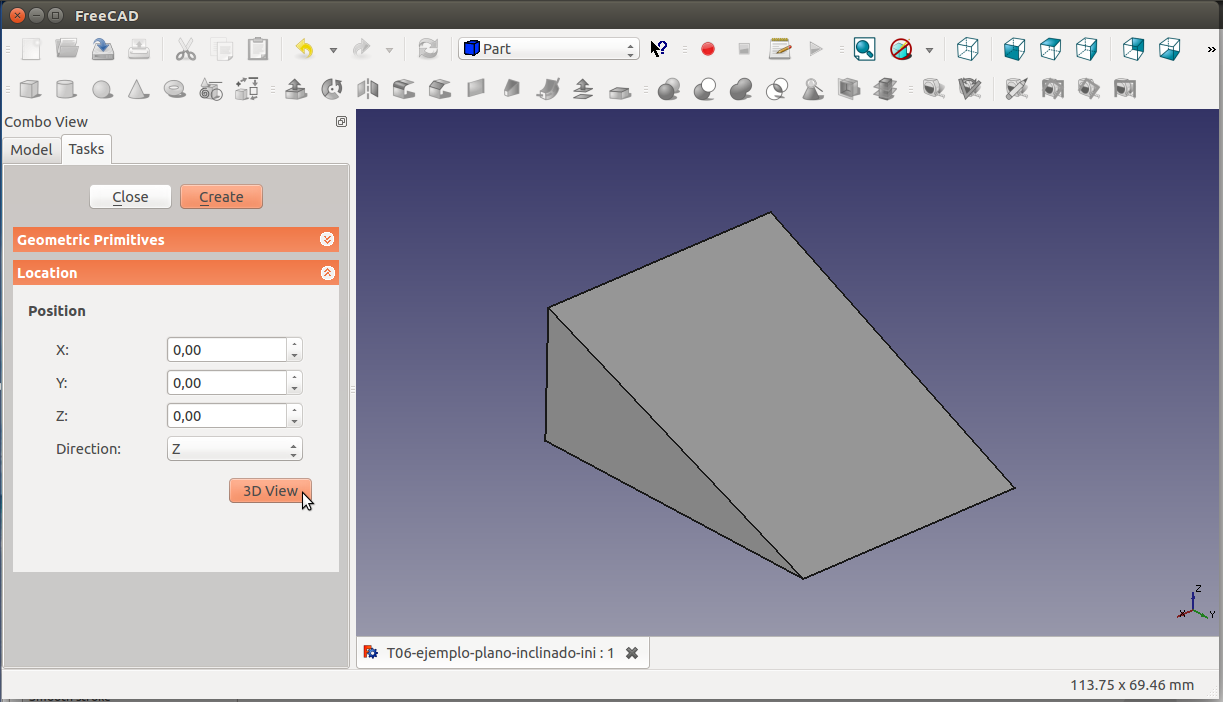 FreeCAD
Part
Combo View
Model
Tasks
Close
Create
Geometric Primitives
Location
Position
X:
0,00
Y:
0,00
Z:
0,00
Direction:
Z
3D View
Z
X
Y
T06-ejemplo-plano-inclinado-ini : 1
113.75 x 69.46 mm